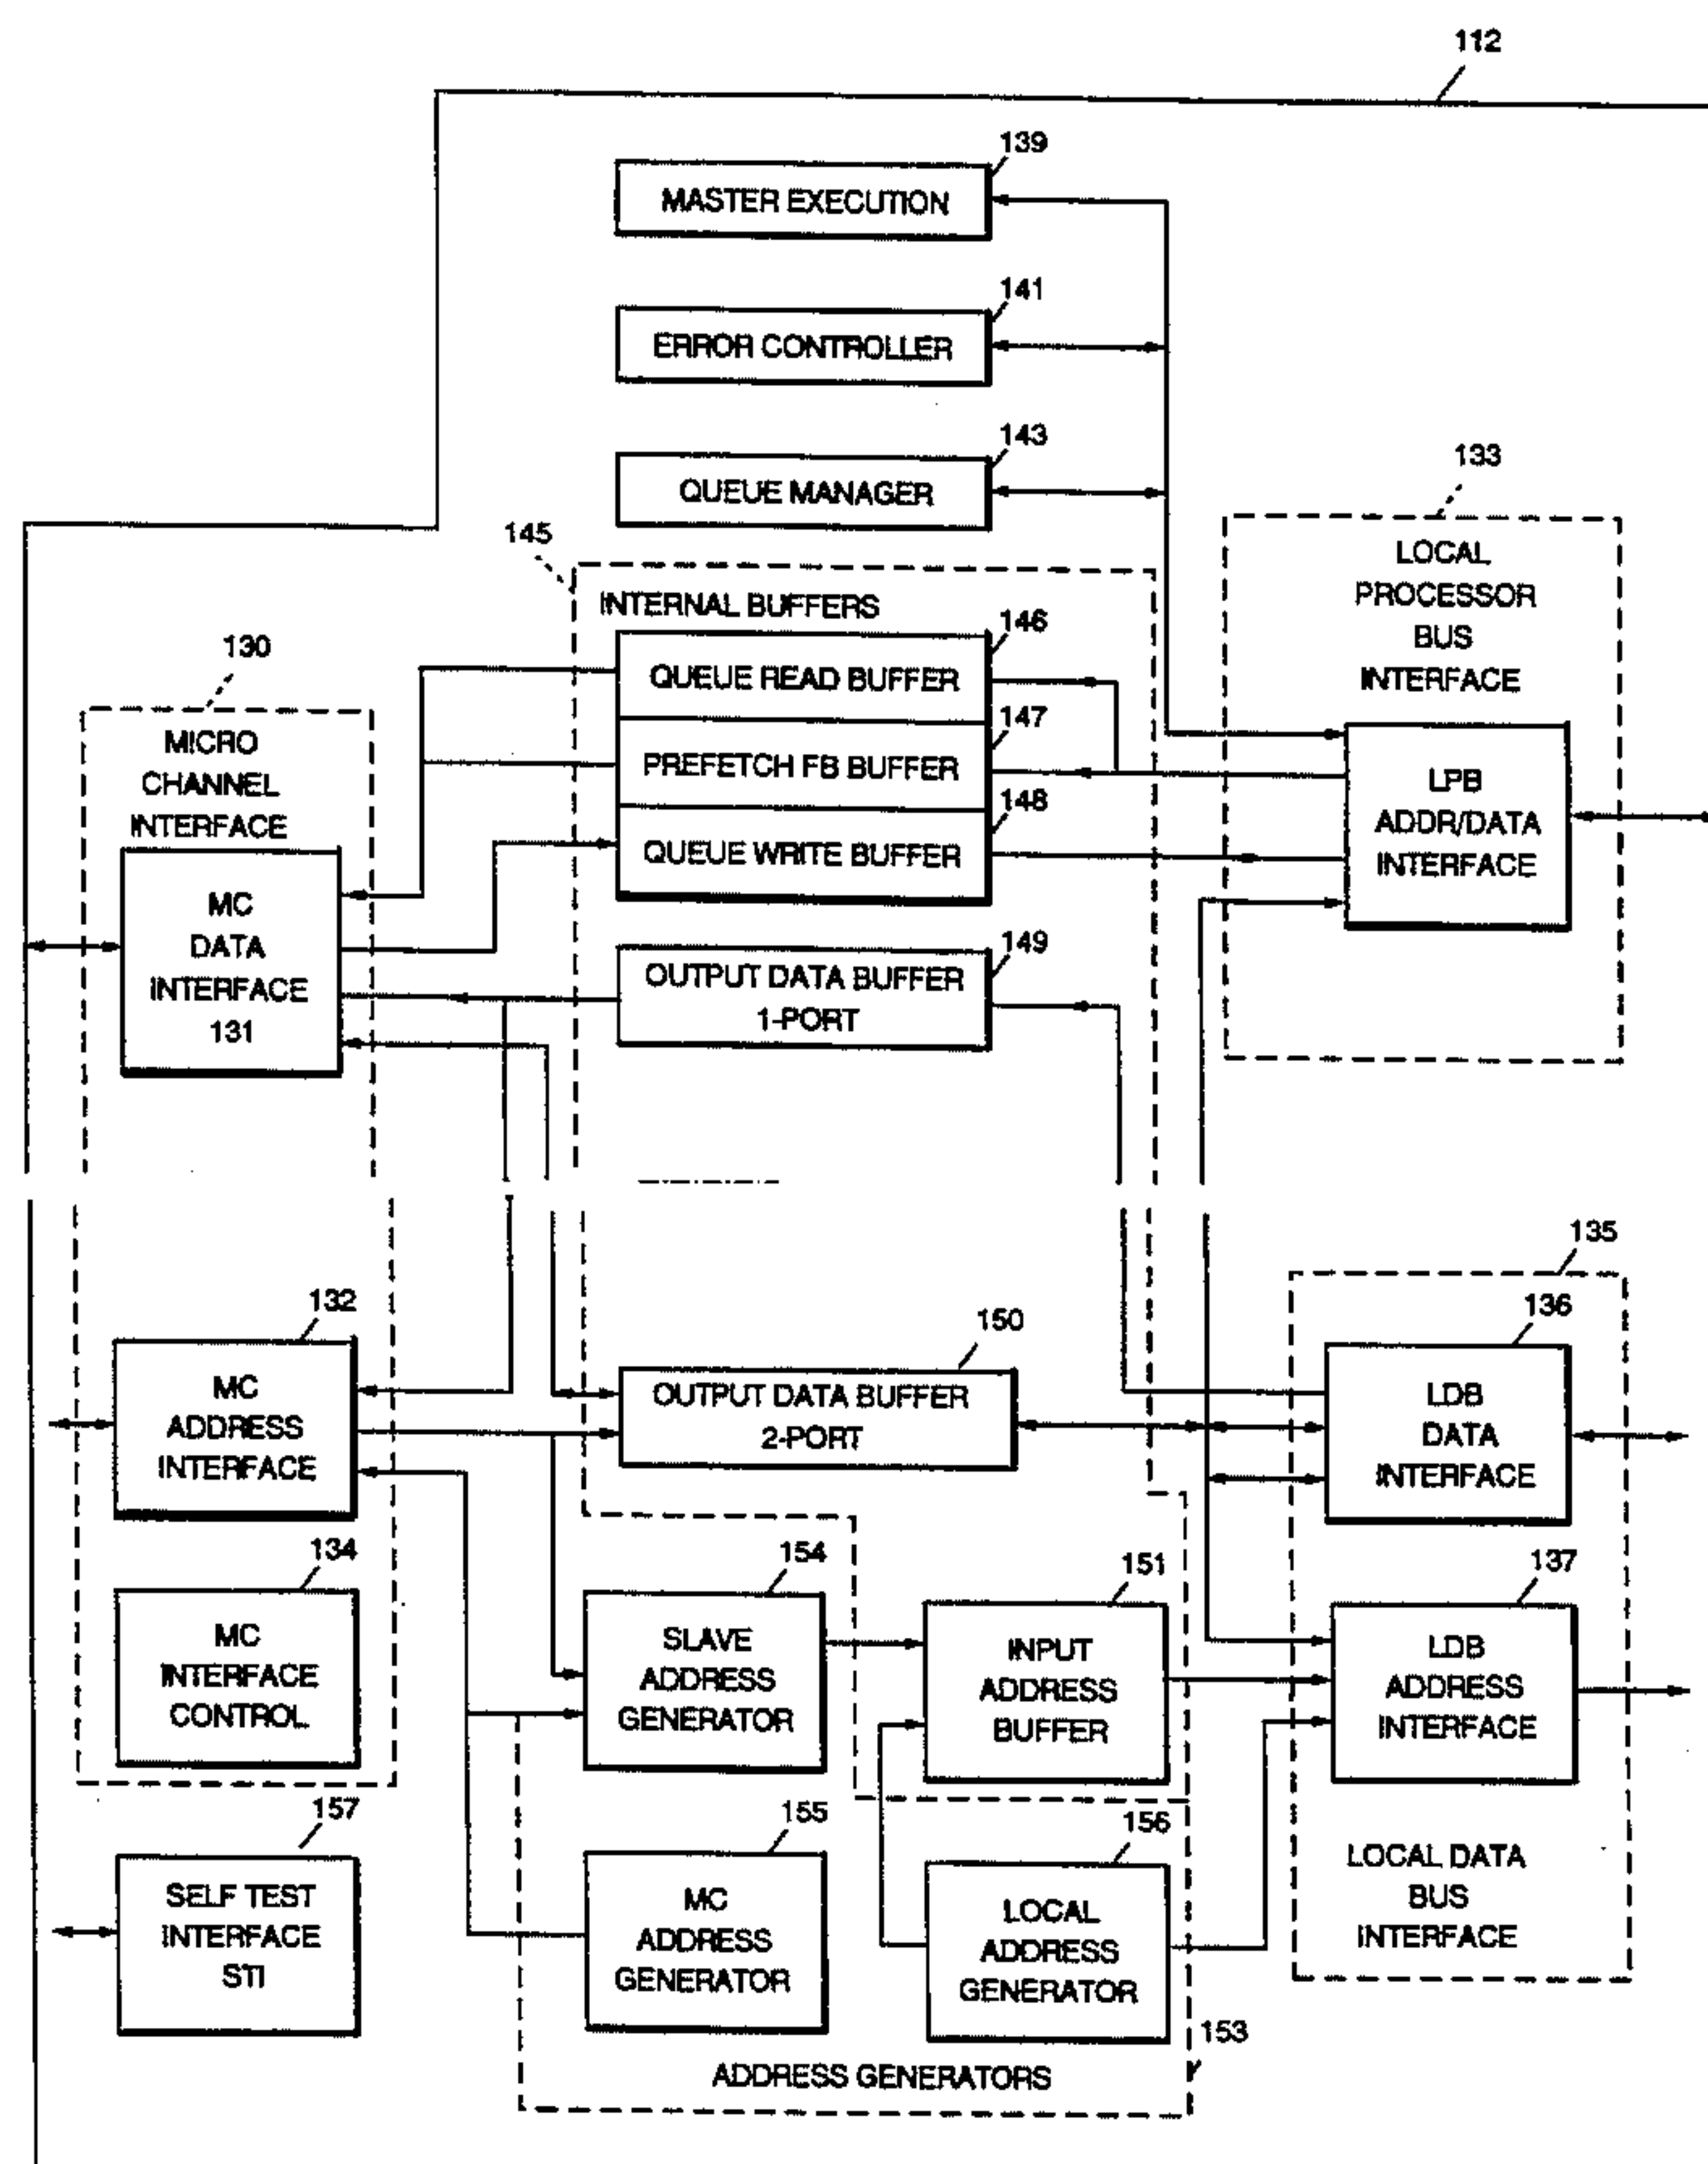 112
139
MASTER EXECUTION
141
ERROR CONTROLLER
143
QUEUE MANAGER
133
LOCAL
PROCESSOR
BUS
INTERFACE
145
INTERNAL BUFFERS
146
QUEUE READ BUFFER
147
PREFETCH FB BUFFER
148
QUEUE WRITE BUFFER
130
MICRO
CHANNEL
INTERFACE
LPB
ADDR/DATA
INTERFACE
MC
DATA
INTERFACE
131
149
OUTPUT DATA BUFFER
1-PORT
135
132
MC
ADDRESS
INTERFACE
150
OUTPUT DATA BUFFER
2-PORT
136
LDB
DATA
INTERFACE
134
MC
INTERFACE
CONTROL
154
SLAVE
ADDRESS
GENERATOR
151
INPUT
ADDRESS
BUFFER
137
LDB
ADDRESS
INTERFACE
157
SELF TEST
INTERFACE
STI
155
MC
ADDRESS
GENERATOR
156
LOCAL
ADDRESS
GENERATOR
LOCAL DATA
BUS
INTERFACE
153
ADDRESS GENERATORS